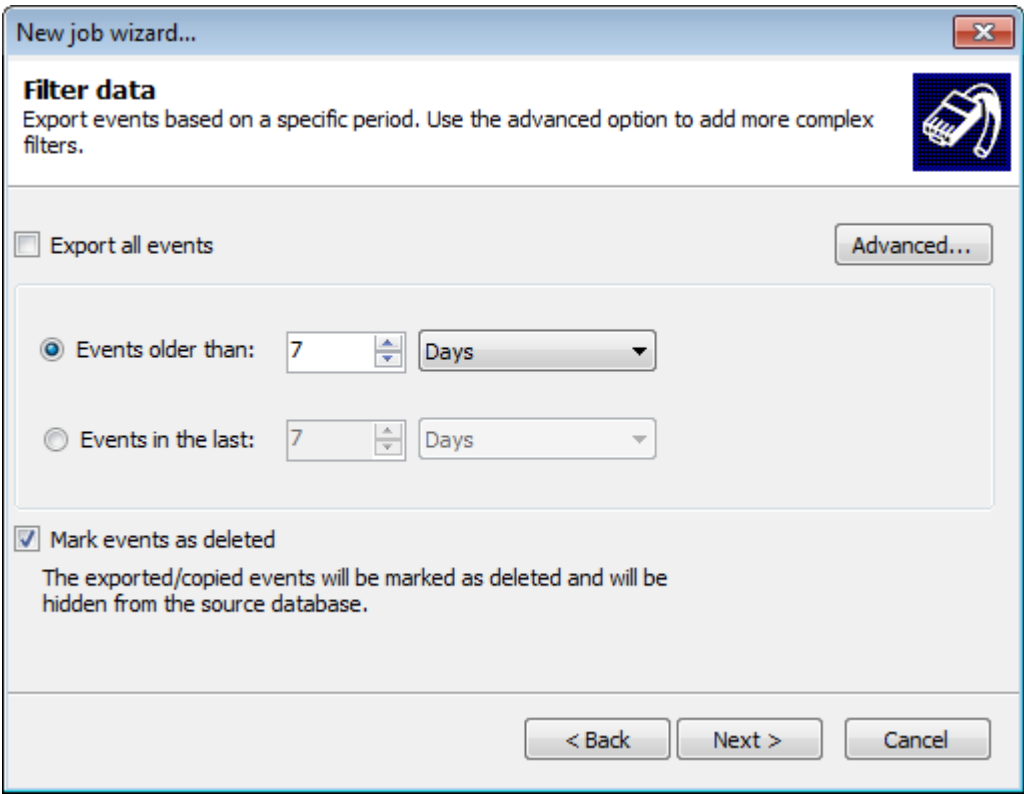 New job wizard...
Filter data
Export events based on a specific period. Use the advanced option to add more complex
filters.
Export all events
Advanced...
Events older than: 7 Days
Events in the last: 7 Days
Mark events as deleted
The exported/copied events will be marked as deleted and will be
hidden from the source database.
< Back Next > Cancel